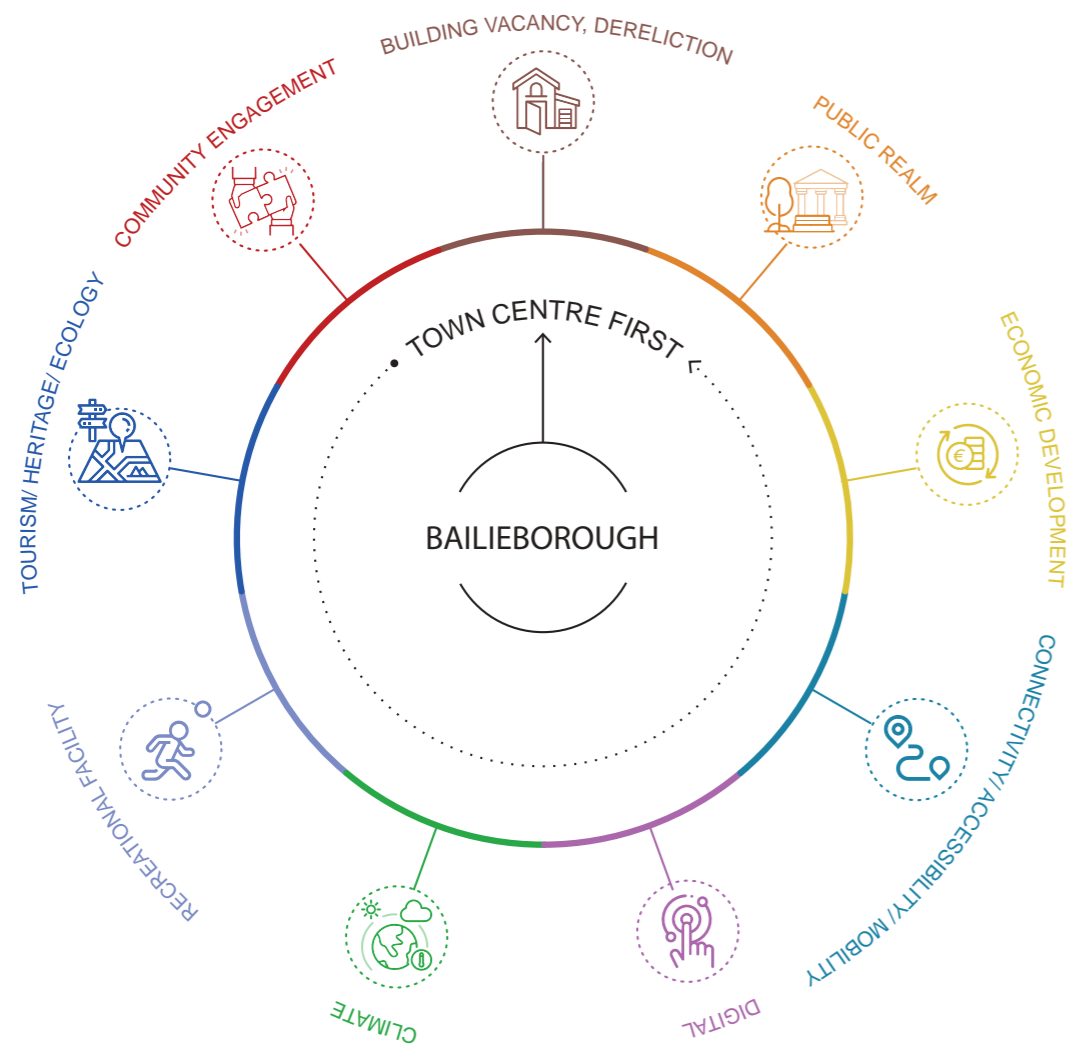 BUILDING VACANCY, DERELICTION
PUBLIC REALM
ECONOMIC DEVELOPMENT
CONNECTIVITY/ ACCESSIBILITY/ MOBILITY
DIGITAL
CLIMATE
RECREATIONAL FACILITY
TOURISM/ HERITAGE/ ECOLOGY
COMMUNITY ENGAGEMENT
TOWN CENTRE FIRST
BAILIEBOROUGH
€